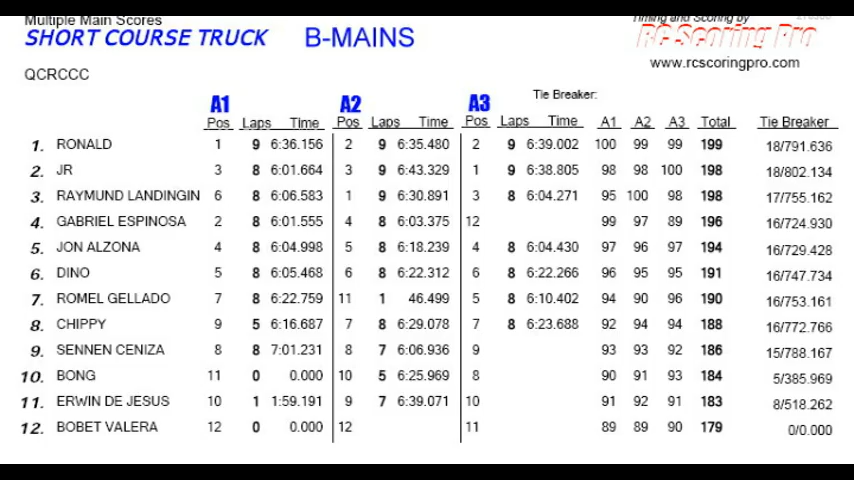 Multiple Main Scores
SHORT COURSE TRUCK B-MAINS
Timing and Scoring by
RC Scoring Pro
www.rcscoringpro.com
QCRCCC
A1 A2 A3 Tie Breaker:
Pos Laps Time Pos Laps Time Pos Laps Time A1 A2 A3 Total Tie Breaker
1. RONALD 1 9 6:36.156 2 9 6:35.480 2 9 6:39.002 100 99 99 199 18/791.636
2. JR 3 8 6:01.664 3 9 6:43.329 1 9 6:38.805 98 98 100 198 18/802.134
3. RAYMUND LANDINGIN 6 8 6:06.583 1 9 6:30.891 3 8 6:04.271 95 100 98 198 17/755.162
4. GABRIEL ESPINOSA 2 8 6:01.555 4 8 6:03.375 12 99 97 89 196 16/724.930
5. JON ALZONA 4 8 6:04.998 5 8 6:18.239 4 8 6:04.430 97 96 97 194 16/729.428
6. DINO 5 8 6:05.468 6 8 6:22.312 6 8 6:22.266 96 95 95 191 16/747.734
7. ROMEL GELLADO 7 8 6:22.759 11 1 46.499 5 8 6:10.402 94 90 96 190 16/753.161
8. CHIPPY 9 5 6:16.687 7 8 6:29.078 7 8 6:23.688 92 94 94 188 16/772.766
9. SENNEN CENIZA 8 8 7:01.231 8 7 6:06.936 9 93 93 92 186 15/788.167
10. BONG 11 0 0.000 10 5 6:25.969 8 90 91 93 184 5/385.969
11. ERWIN DE JESUS 10 1 1:59.191 9 7 6:39.071 10 91 92 91 183 8/518.262
12. BOBET VALERA 12 0 0.000 12 11 89 89 90 179 0/0.000